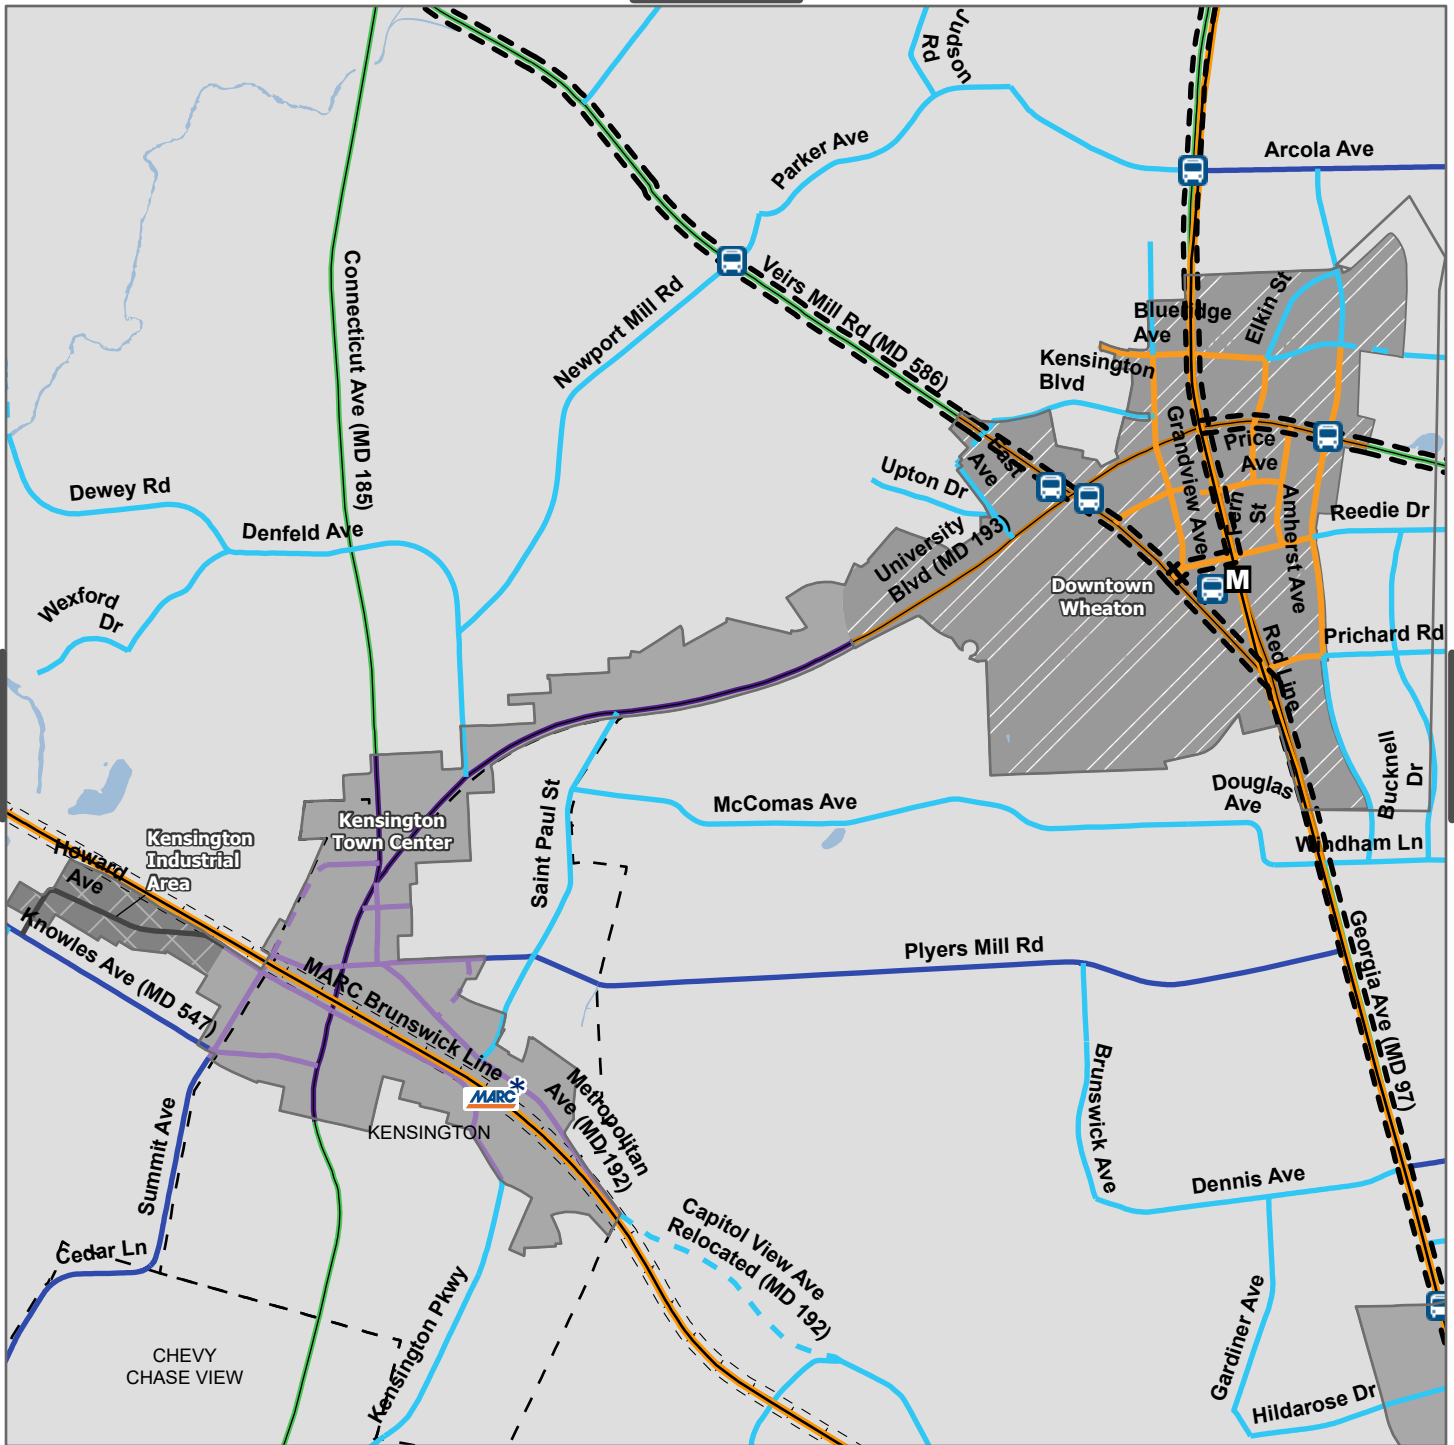 Judson
Rd
Parker Ave
Arcola Ave
Connecticut Ave (MD 185)
Veirs Mill Rd (MD 586)
Newport Mill Rd
Blueridge
Ave
Elkin St
Kensington
Blvd
Grandview Ave
Price
Ave
East
Ave
Upton Dr
Fern
St
Amherst Ave
Reedie Dr
Dewey Rd
Denfeld Ave
University
Blvd (MD 193)
Downtown
Wheaton
M
Wexford
Dr
Prichard Rd
Red Line
Bucknell
Dr
Douglas
Ave
Windham Ln
McComas Ave
Saint Paul St
Kensington
Town Center
Kensington
Industrial
Area
Howard
Ave
Knowles Ave (MD 547)
MARC Brunswick Line
Plyers Mill Rd
Georgia Ave (MD 97)
MARC
*
Metropolitan
Ave (MD 192)
KENSINGTON
Brunswick Ave
Summit Ave
Dennis Ave
Cedar Ln
Capitol View Ave
Relocated (MD 192)
Kensington Pkwy
Gardiner Ave
Hildarose Dr
CHEVY
CHASE VIEW